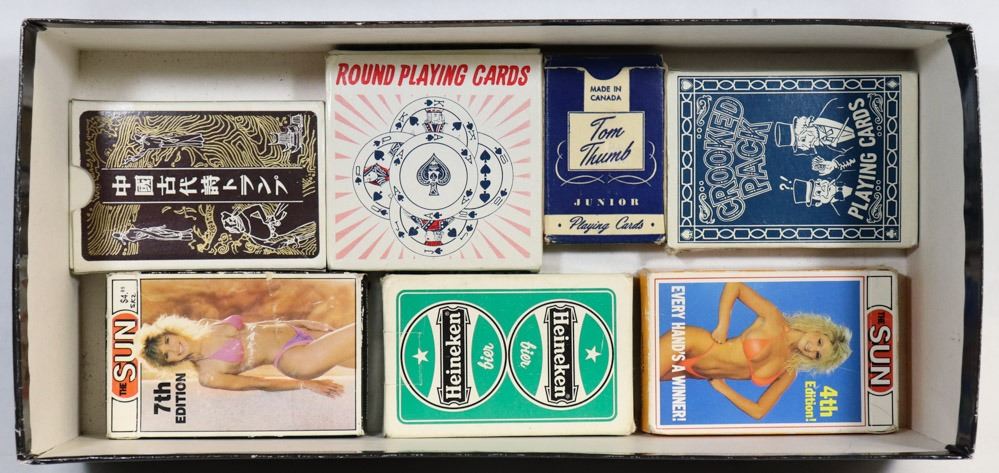 中國古代詩トランプ
ROUND PLAYING CARDS
MADE IN
CANADA
Tom
Thumb
JUNIOR
Playing Cards
CROOKED
PACK
PLAYING CARDS
THE SUN
7th
EDITION
Heineken
bier
Heineken
bier
EVERY HAND'S A WINNER!
4th
Edition!
THE SUN